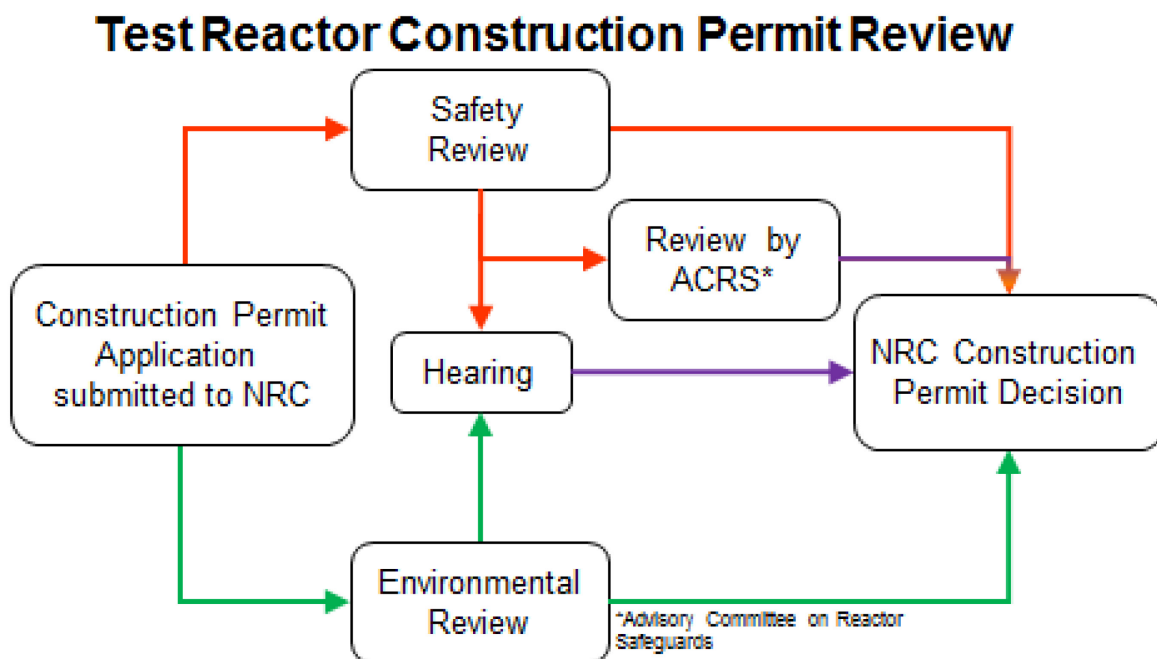 Test Reactor Construction Permit Review
Safety
Review
Review by
ACRS*
Construction Permit
Application
submitted to NRC
Hearing
NRC Construction
Permit Decision
Environmental
Review
*Advisory Committee on Reactor
Safeguards